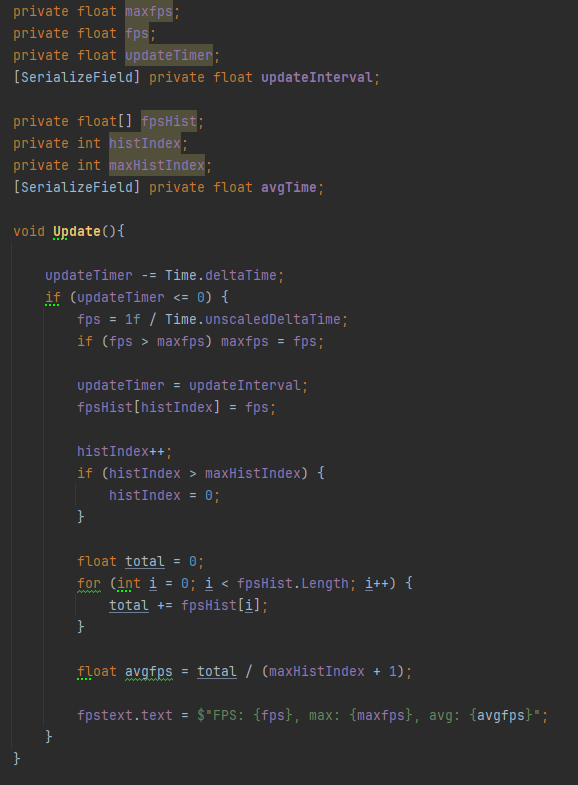 private float maxfps;
private float fps;
private float updateTimer;
[SerializeField] private float updateInterval;
private float[] fpsHist;
private int histIndex;
private int maxHistIndex;
[SerializeField] private float avgTime;
void Update(){
updateTimer -= Time.deltaTime;
if (updateTimer <= 0) {
fps = 1f / Time.unscaledDeltaTime;
if (fps > maxfps) maxfps = fps;
updateTimer = updateInterval;
fpsHist[histIndex] = fps;
histIndex++;
if (histIndex > maxHistIndex) {
histIndex = 0;
}
float total = 0;
for (int i = 0; i < fpsHist.Length; i++) {
total += fpsHist[i];
}
float avgfps = total / (maxHistIndex + 1);
fpstext.text = $"FPS: {fps}, max: {maxfps}, avg: {avgfps}";
}
}